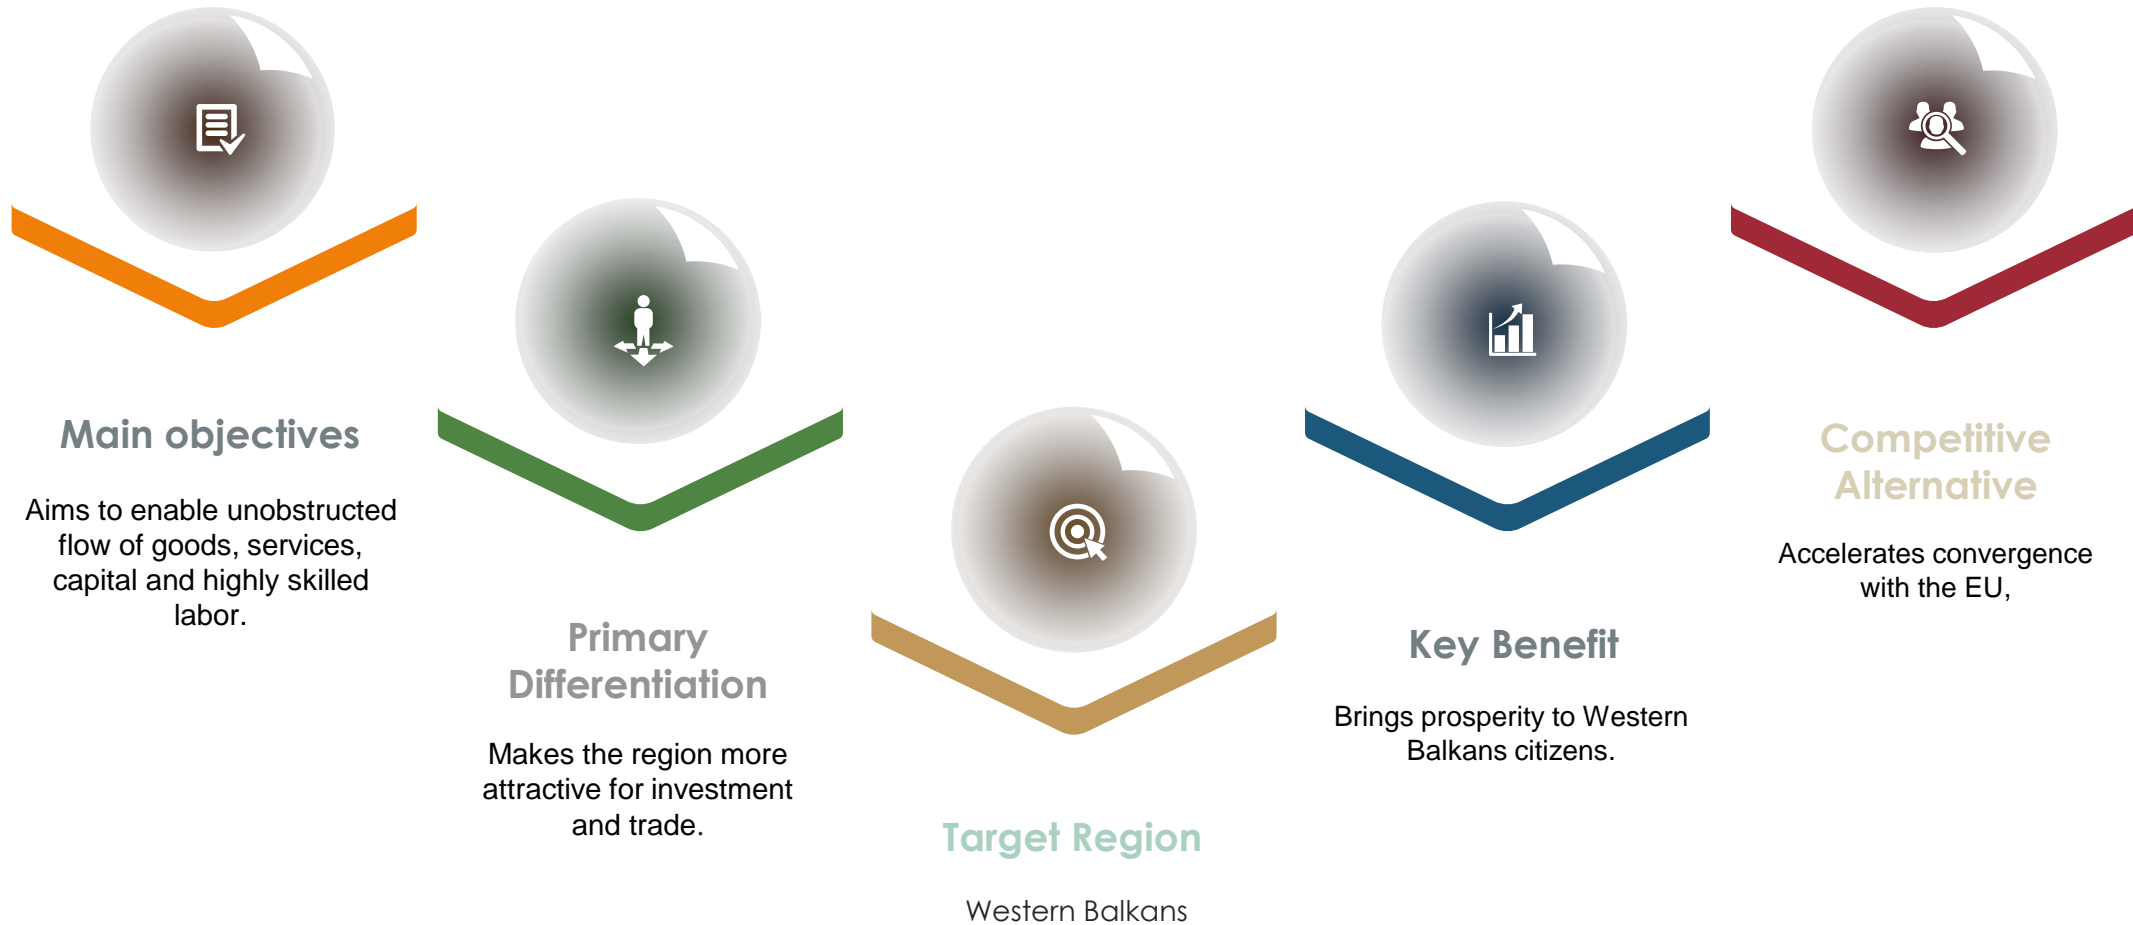 Main objectives
Aims to enable unobstructed
flow of goods, services,
capital and highly skilled
labor.
Primary
Differentiation
Makes the region more
attractive for investment
and trade.
Target Region
Western Balkans
Key Benefit
Brings prosperity to Western
Balkans citizens.
Competitive
Alternative
Accelerates convergence
with the EU,